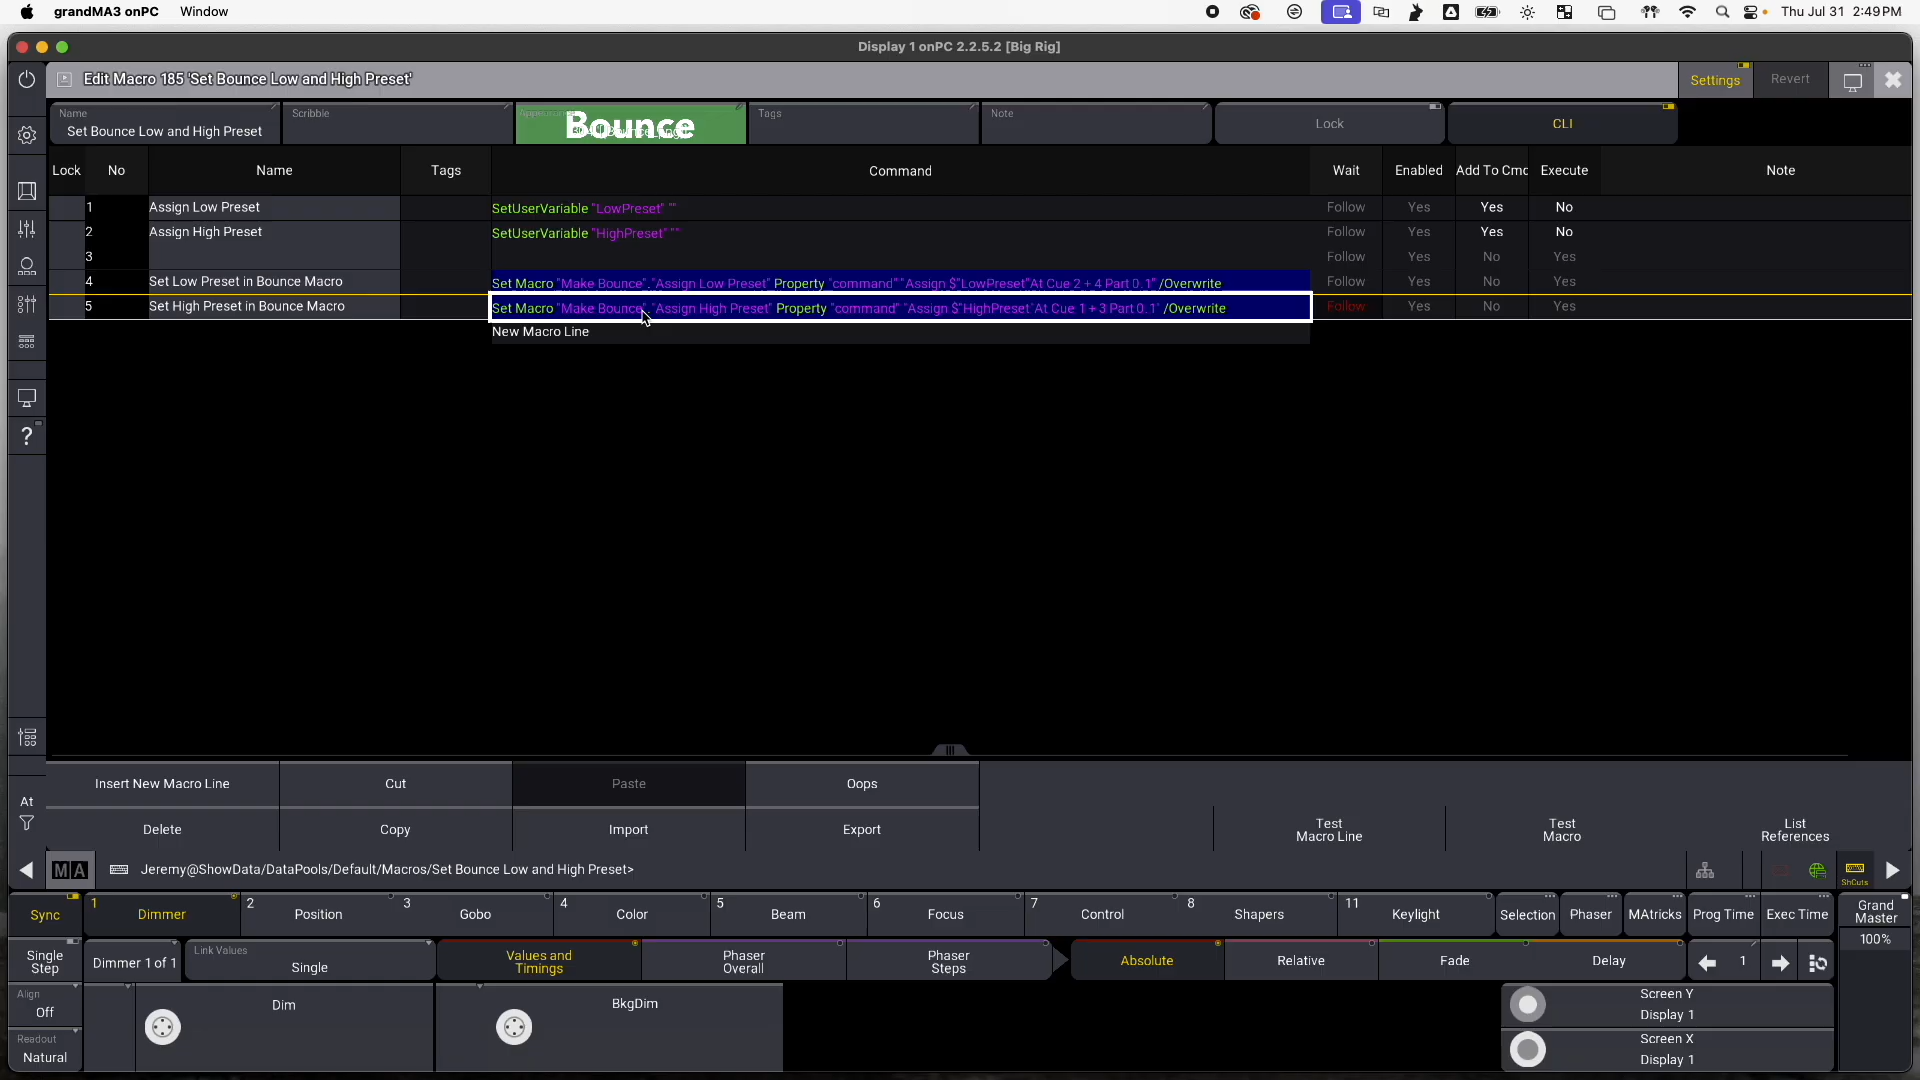 grandMA3 onPC Window
Thu Jul 31 2:49 PM
Display 1 onPC 2.2.5.2 [Big Rig]
Edit Macro 185 'Set Bounce Low and High Preset'
Settings Revert
Name Set Bounce Low and High Preset
Scribble
Bounce
Tags
Note
Lock
CLI
Lock No Name Tags Command Wait Enabled Add To Cmd Execute Note
1 Assign Low Preset SetUserVariable "LowPreset" "" Follow Yes Yes No
2 Assign High Preset SetUserVariable "HighPreset" "" Follow Yes Yes No
3 Follow Yes No Yes
4 Set Low Preset in Bounce Macro Set Macro "Make Bounce"."Assign Low Preset" Property "command" "Assign $"LowPreset"At Cue 2 + 4 Part 0.1" /Overwrite Follow Yes No Yes
5 Set High Preset in Bounce Macro Set Macro "Make Bounce"."Assign High Preset" Property "command" "Assign $"HighPreset"At Cue 1 + 3 Part 0.1" /Overwrite Follow Yes No Yes
New Macro Line
Insert New Macro Line Cut Paste Oops
Delete Copy Import Export
Test Macro Line
Test Macro
List References
At
MA Jeremy@ShowData/DataPools/Default/Macros/Set Bounce Low and High Preset>
ShCuts
Sync
1 Dimmer 2 Position 3 Gobo 4 Color 5 Beam 6 Focus 7 Control 8 Shapers 11 Keylight Selection Phaser MAtricks Prog Time Exec Time
Grand Master
100%
Single Step
Dimmer 1 of 1
Link Values
Single
Values and Timings
Phaser Overall
Phaser Steps
Absolute Relative Fade Delay 1
Align
Off
Readout
Natural
Dim
BkgDim
Screen Y
Display 1
Screen X
Display 1